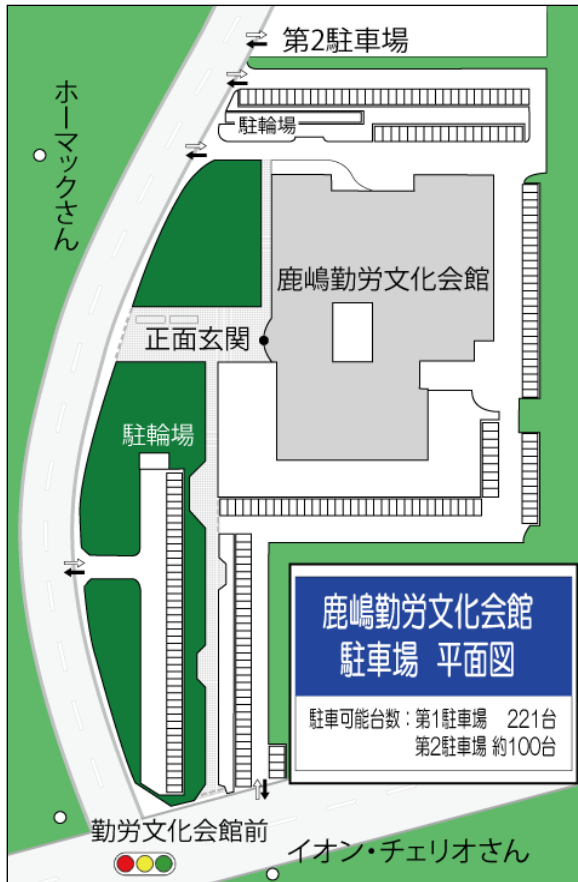 第2駐車場
ホーマックさん
駐輪場
鹿嶋勤労文化会館
正面玄関
駐輪場
鹿嶋勤労文化会館
駐車場 平面図
駐車可能台数：第1駐車場 221台
第2駐車場 約100台
勤労文化会館前
イオン・チェリオさん